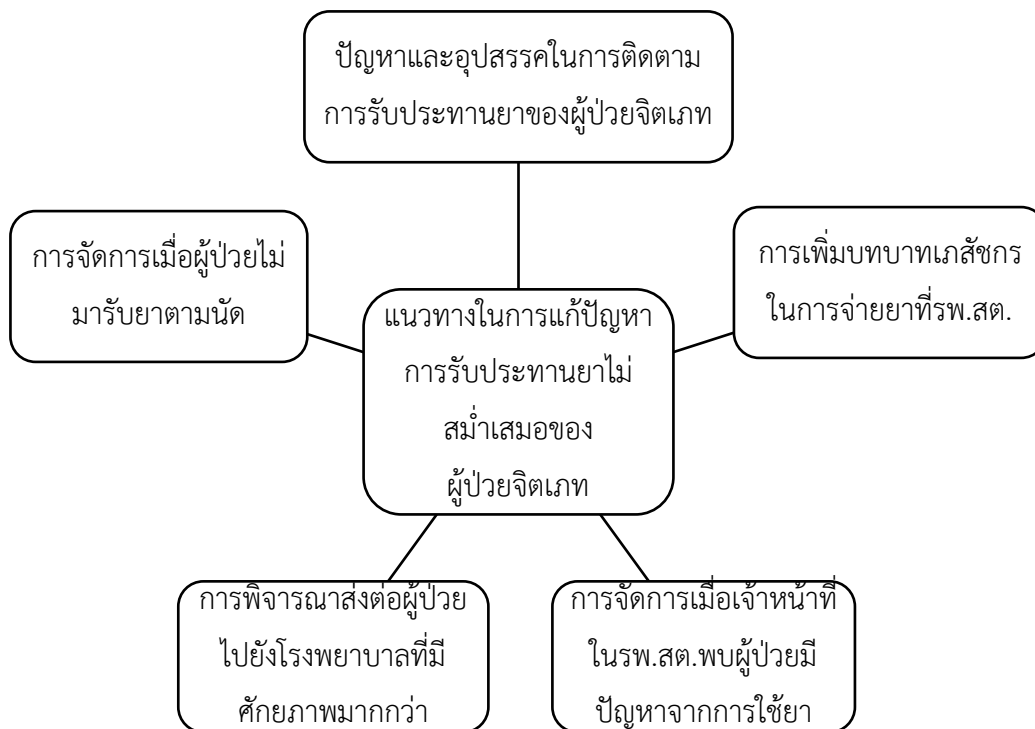 ปัญหาและอุปสรรคในการติดตาม
การรับประทานยาของผู้ป่วยจิตเภท
การจัดการเมื่อผู้ป่วยไม่
มารับยาตามนัด
การเพิ่มบทบาทเภสัชกร
ในการจ่ายยาที่รพ.สต.
แนวทางในการแก้ปัญหา
การรับประทานยาไม่
สม่ำเสมอของ
ผู้ป่วยจิตเภท
การพิจารณาส่งต่อผู้ป่วย
ไปยังโรงพยาบาลที่มี
ศักยภาพมากกว่า
การจัดการเมื่อเจ้าหน้าที่
ในรพ.สต.พบผู้ป่วยมี
ปัญหาจากการใช้ยา